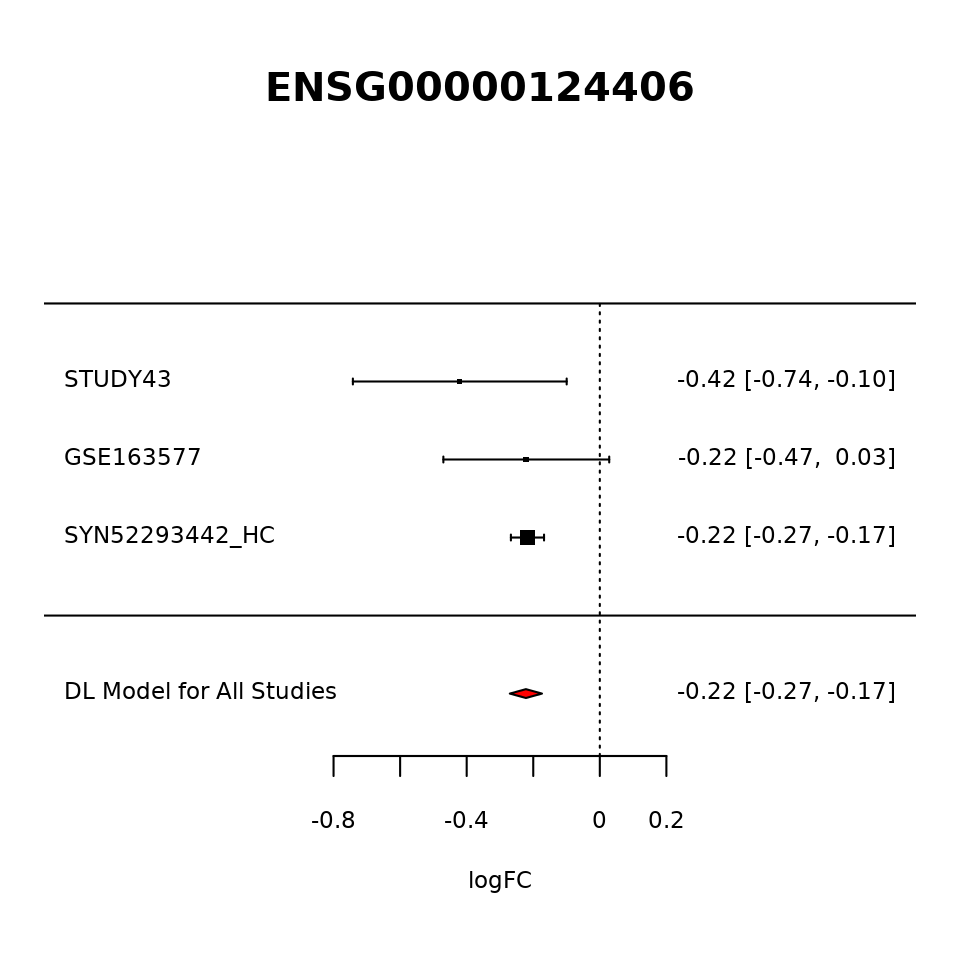 ENSG00000124406
STUDY43 -0.42 [-0.74, -0.10]
GSE163577 -0.22 [-0.47,  0.03]
SYN52293442_HC -0.22 [-0.27, -0.17]
DL Model for All Studies -0.22 [-0.27, -0.17]
-0.8 -0.4 0 0.2
logFC